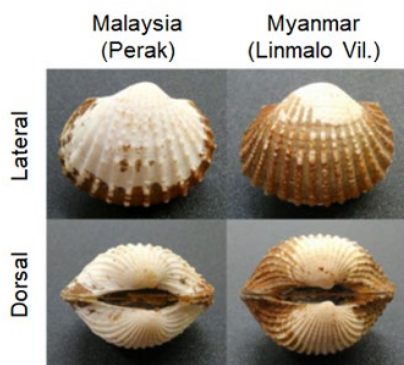 Malaysia
(Perak)
Myanmar
(Linmalo Vil.)
Lateral
Dorsal